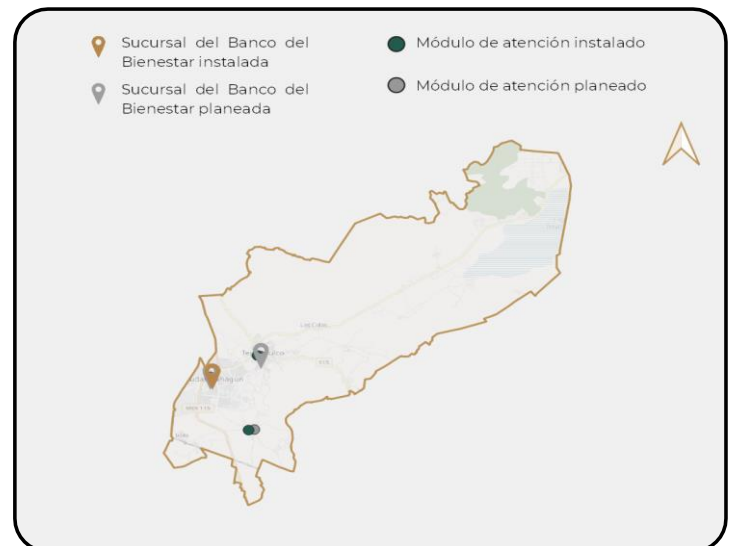 Sucursal del Banco del
Bienestar instalada
Sucursal del Banco del
Bienestar planeada
Módulo de atención instalado
Módulo de atención planeado